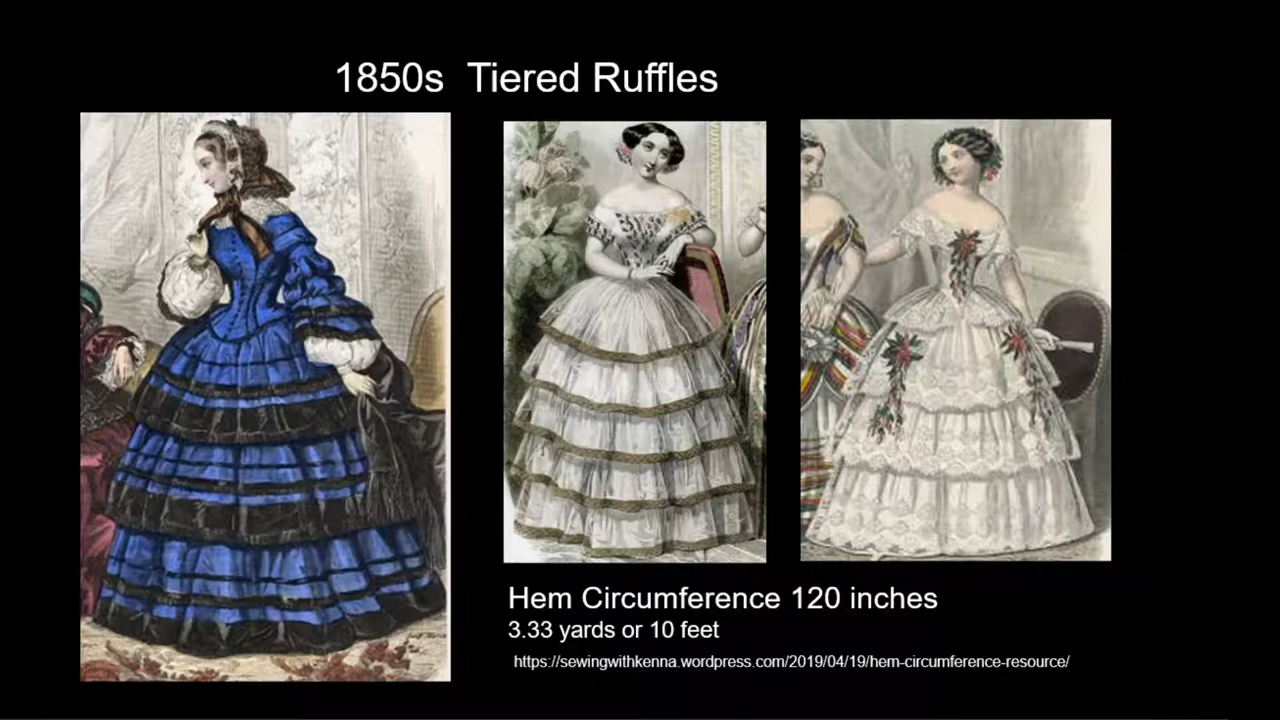 1850s  Tiered Ruffles
Hem Circumference 120 inches
3.33 yards or 10 feet
https://sewingwithkenna.wordpress.com/2019/04/19/hem-circumference-resource/